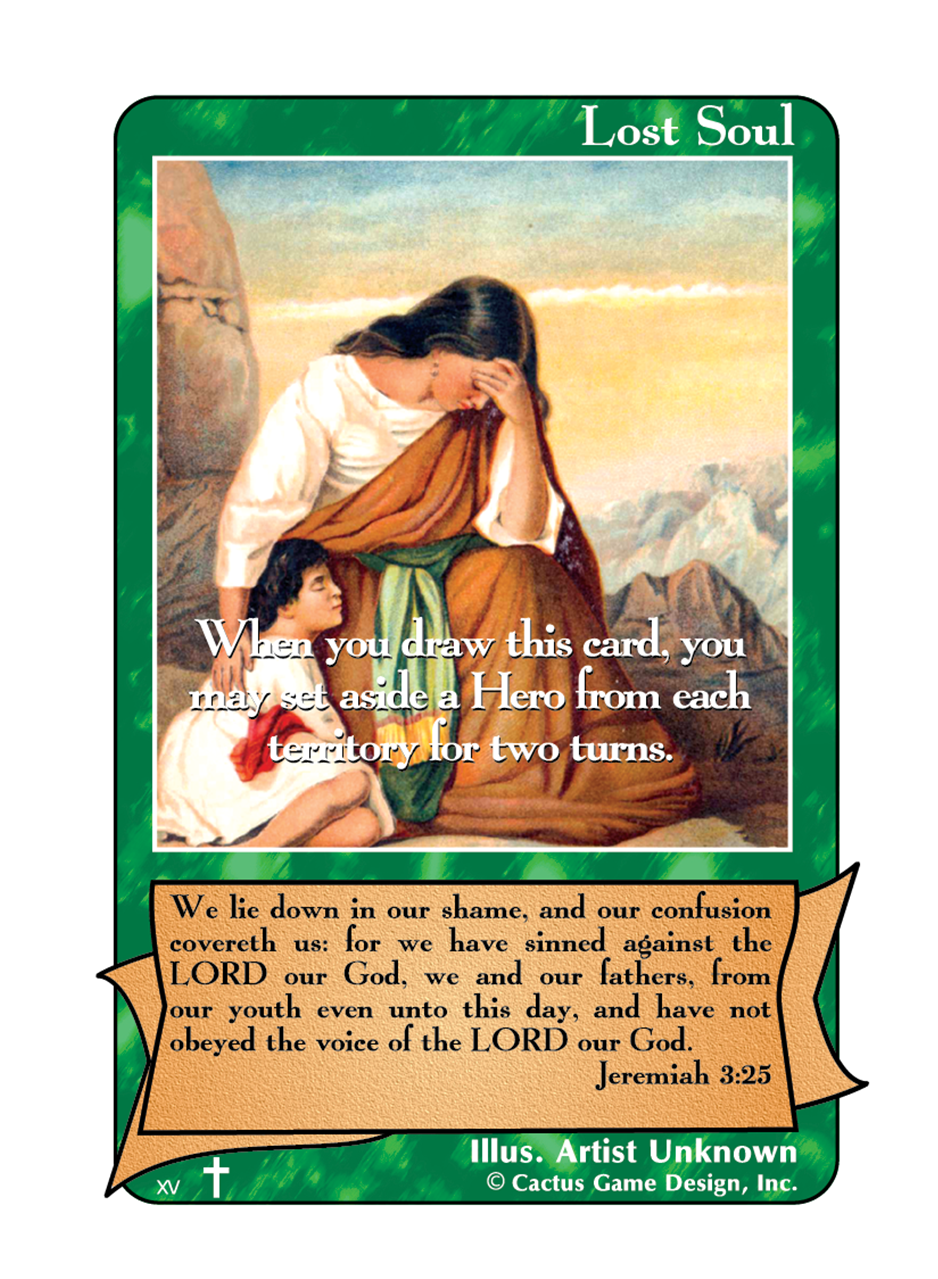 Lost Soul
When you draw this card, you
may set aside a Hero from each
territory for two turns.
We lie down in our shame, and our confusion
covereth us: for we have sinned against the
LORD our God, we and our fathers, from
our youth even unto this day, and have not
obeyed the voice of the LORD our God.
Jeremiah 3:25
Illus. Artist Unknown
XV
© Cactus Game Design, Inc.